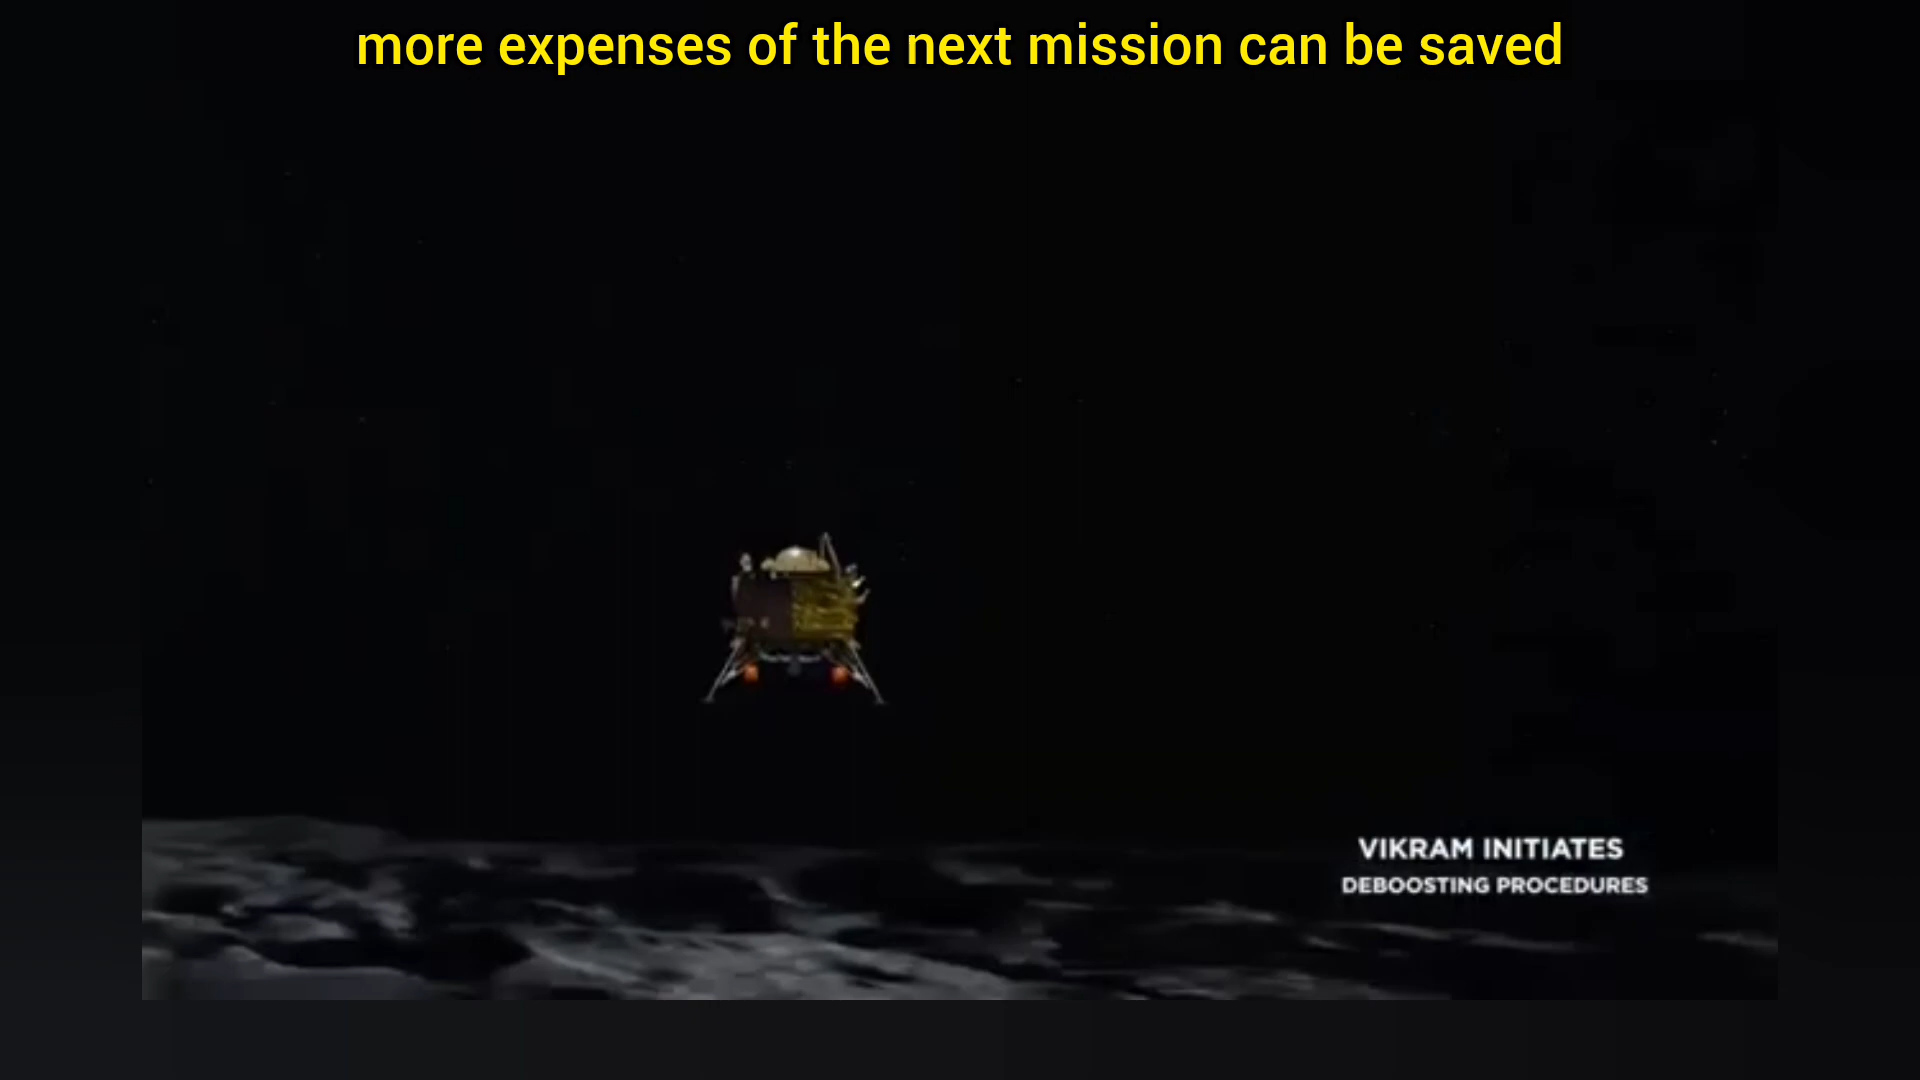 more expenses of the next mission can be saved
VIKRAM INITIATES
DEBOOSTING PROCEDURES